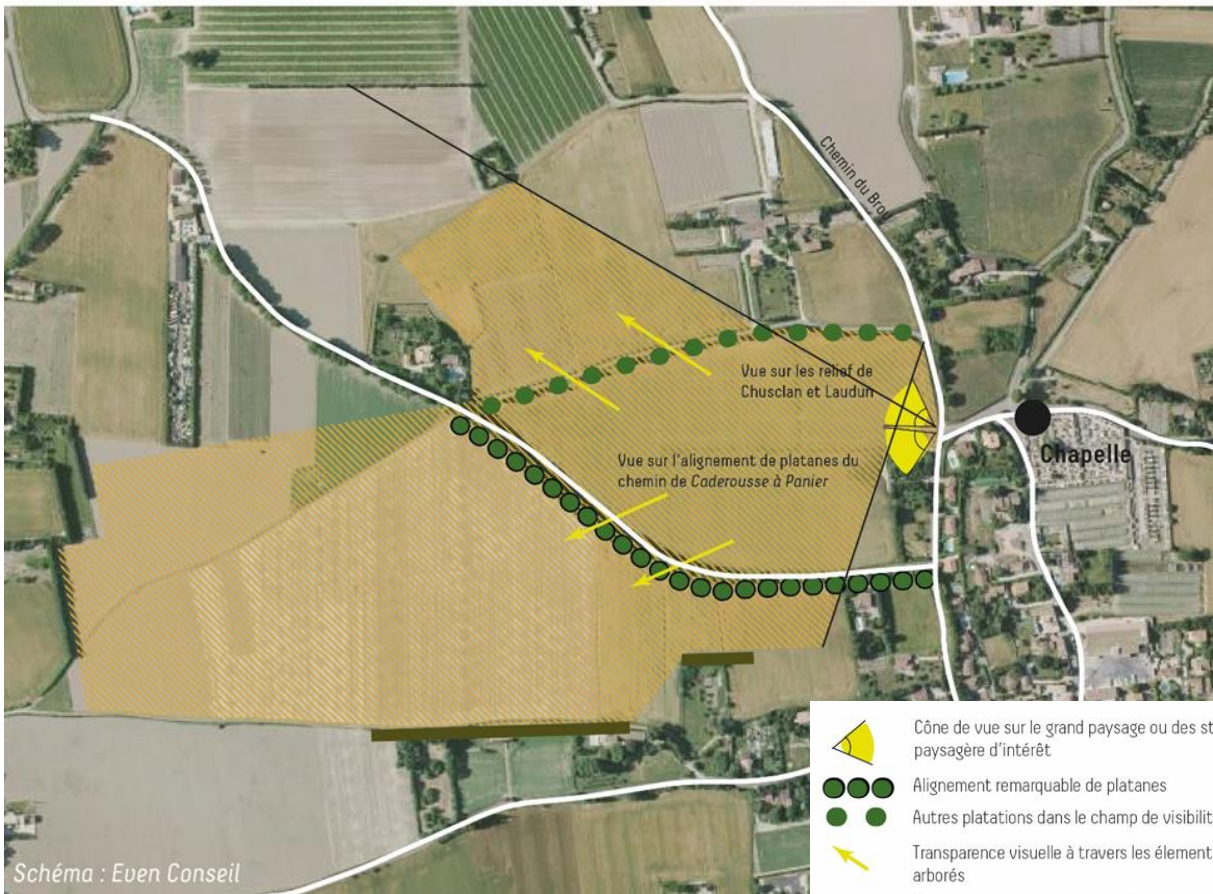 Chemin du Brou
Vue sur les relief de
Chusclan et Laudun
Vue sur l'alignement de platanes du
chemin de Caderousse à Panier
Chapelle
Cône de vue sur le grand paysage ou des st
paysagère d'intérêt
Alignement remarquable de platanes
Autres platations dans le champ de visibilit
Transparence visuelle à travers les élement
arborés
Schéma : Even Conseil